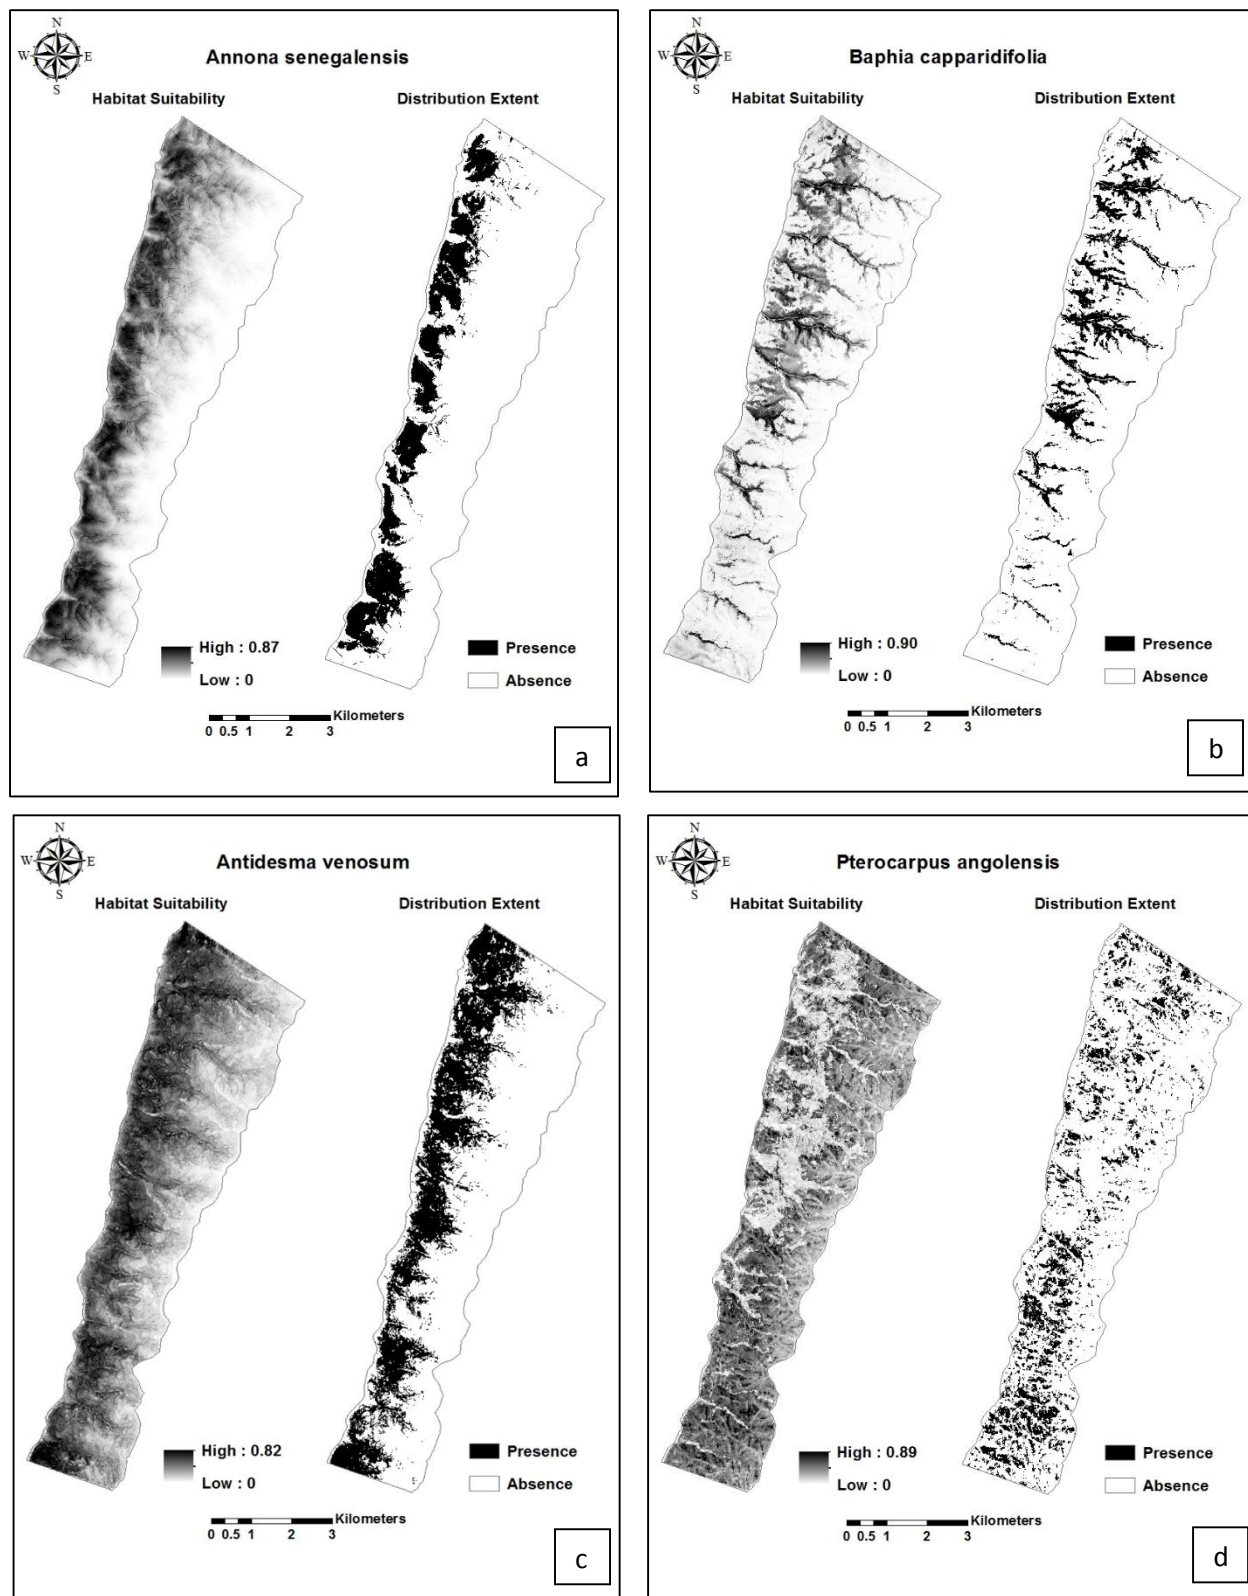 N
W E
S
Annona senegalensis
Habitat Suitability Distribution Extent
High : 0.87
Low : 0
Presence
Absence
Kilometers
0 0.5 1 2 3
a
N
W E
S
Baphia capparidifolia
Habitat Suitability Distribution Extent
High : 0.90
Low : 0
Presence
Absence
Kilometers
0 0.5 1 2 3
b
N
W E
S
Antidesma venosum
Habitat Suitability Distribution Extent
High : 0.82
Low : 0
Presence
Absence
Kilometers
0 0.5 1 2 3
c
N
W E
S
Pterocarpus angolensis
Habitat Suitability Distribution Extent
High : 0.89
Low : 0
Presence
Absence
Kilometers
0 0.5 1 2 3
d